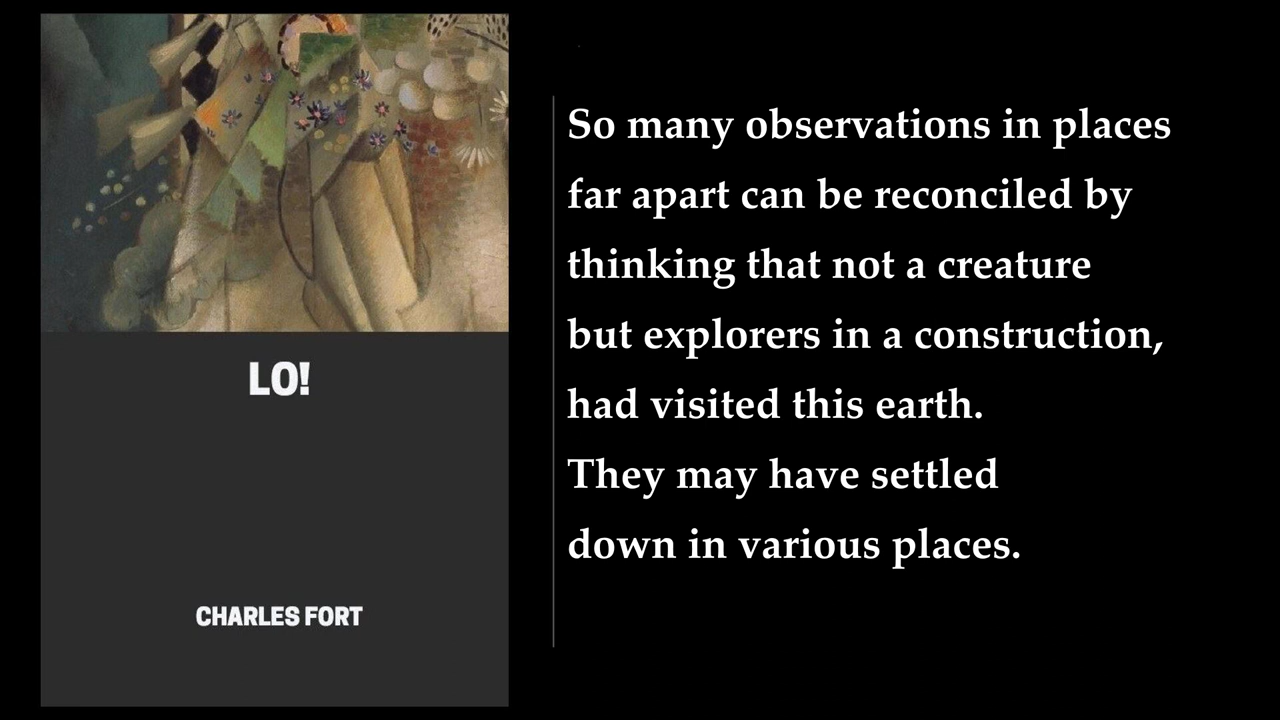 LO!
CHARLES FORT
So many observations in places
far apart can be reconciled by
thinking that not a creature
but explorers in a construction,
had visited this earth.
They may have settled
down in various places.